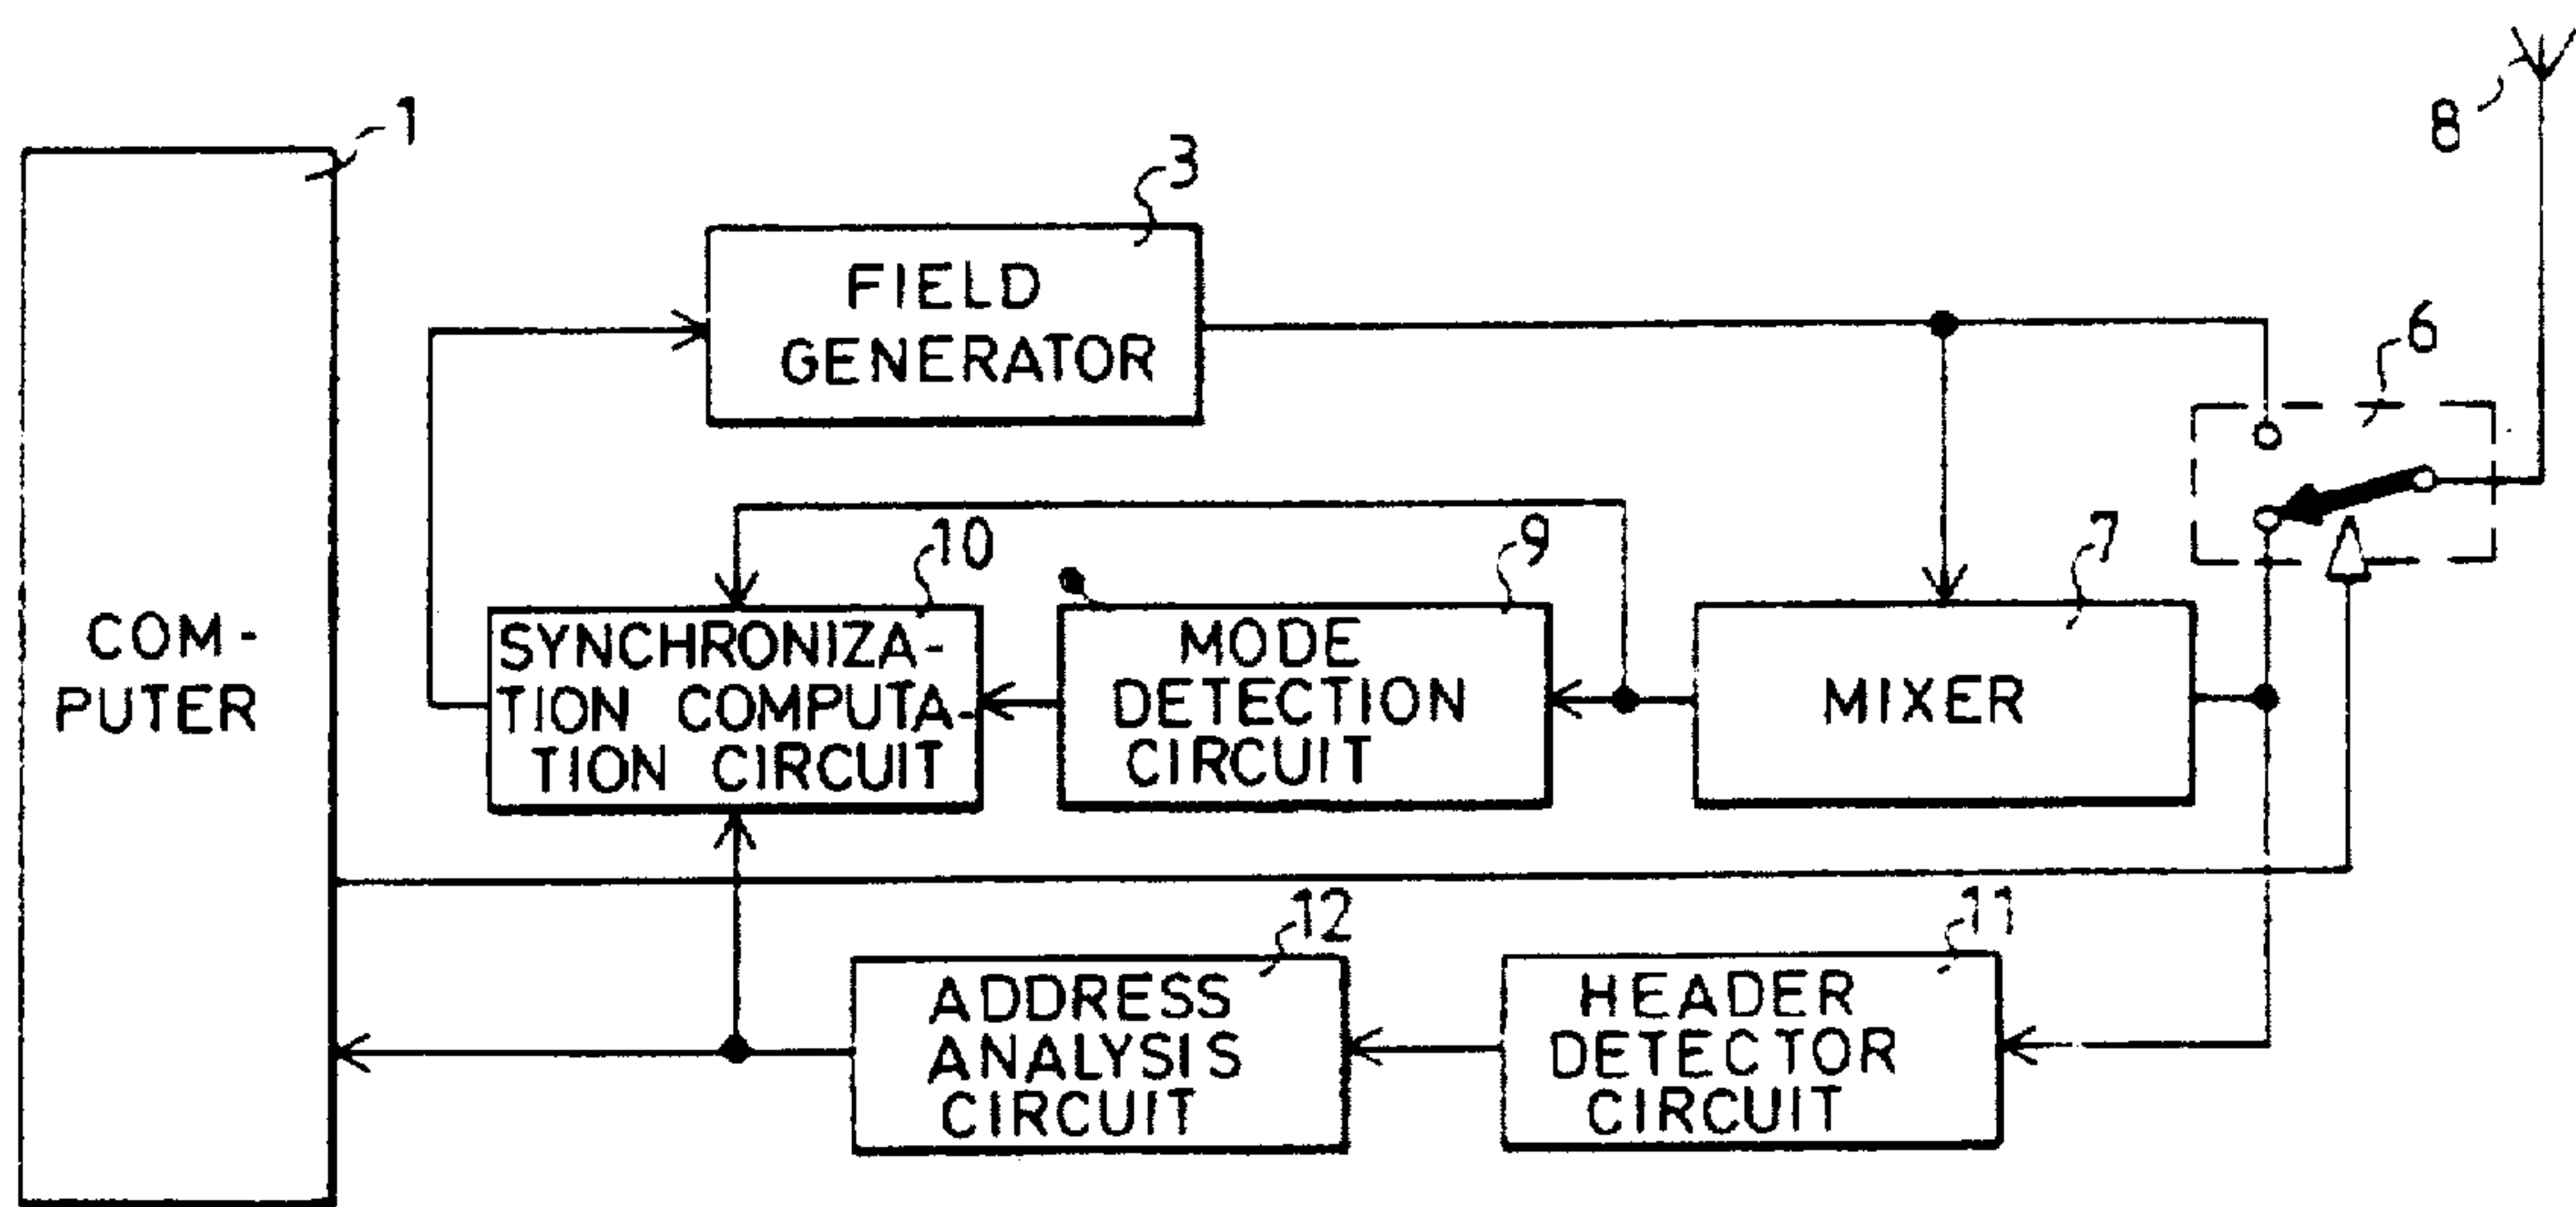 1
COM-
PUTER
3
FIELD
GENERATOR
8
6
10
SYNCHRONIZA-
TION COMPUTA-
TION CIRCUIT
9
MODE
DETECTION
CIRCUIT
7
MIXER
12
ADDRESS
ANALYSIS
CIRCUIT
11
HEADER
DETECTOR
CIRCUIT